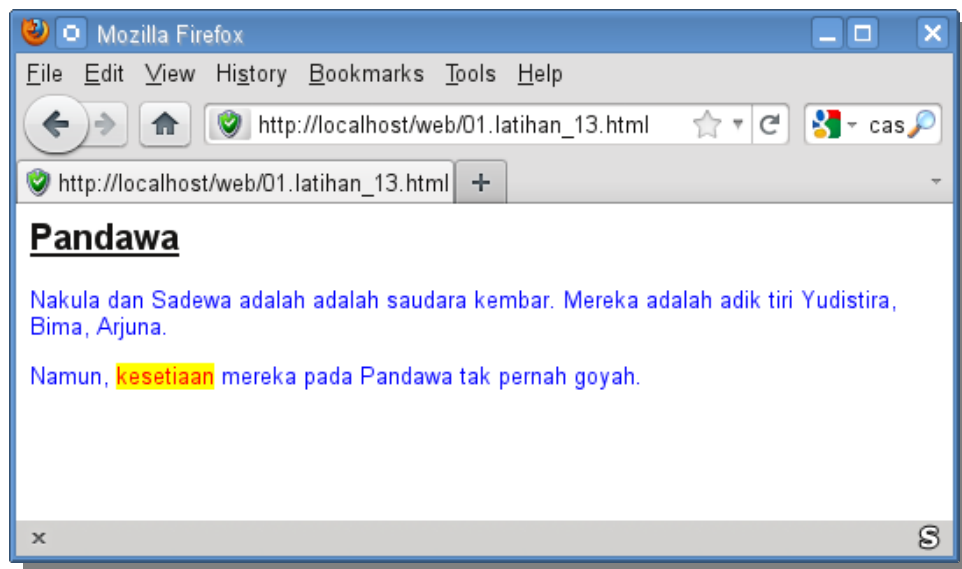 Mozilla Firefox
File Edit View History Bookmarks Tools Help
http://localhost/web/01.latihan_13.html cas
http://localhost/web/01.latihan_13.html
Pandawa
Nakula dan Sadewa adalah adalah saudara kembar. Mereka adalah adik tiri Yudistira,
Bima, Arjuna.
Namun, kesetiaan mereka pada Pandawa tak pernah goyah.
x S